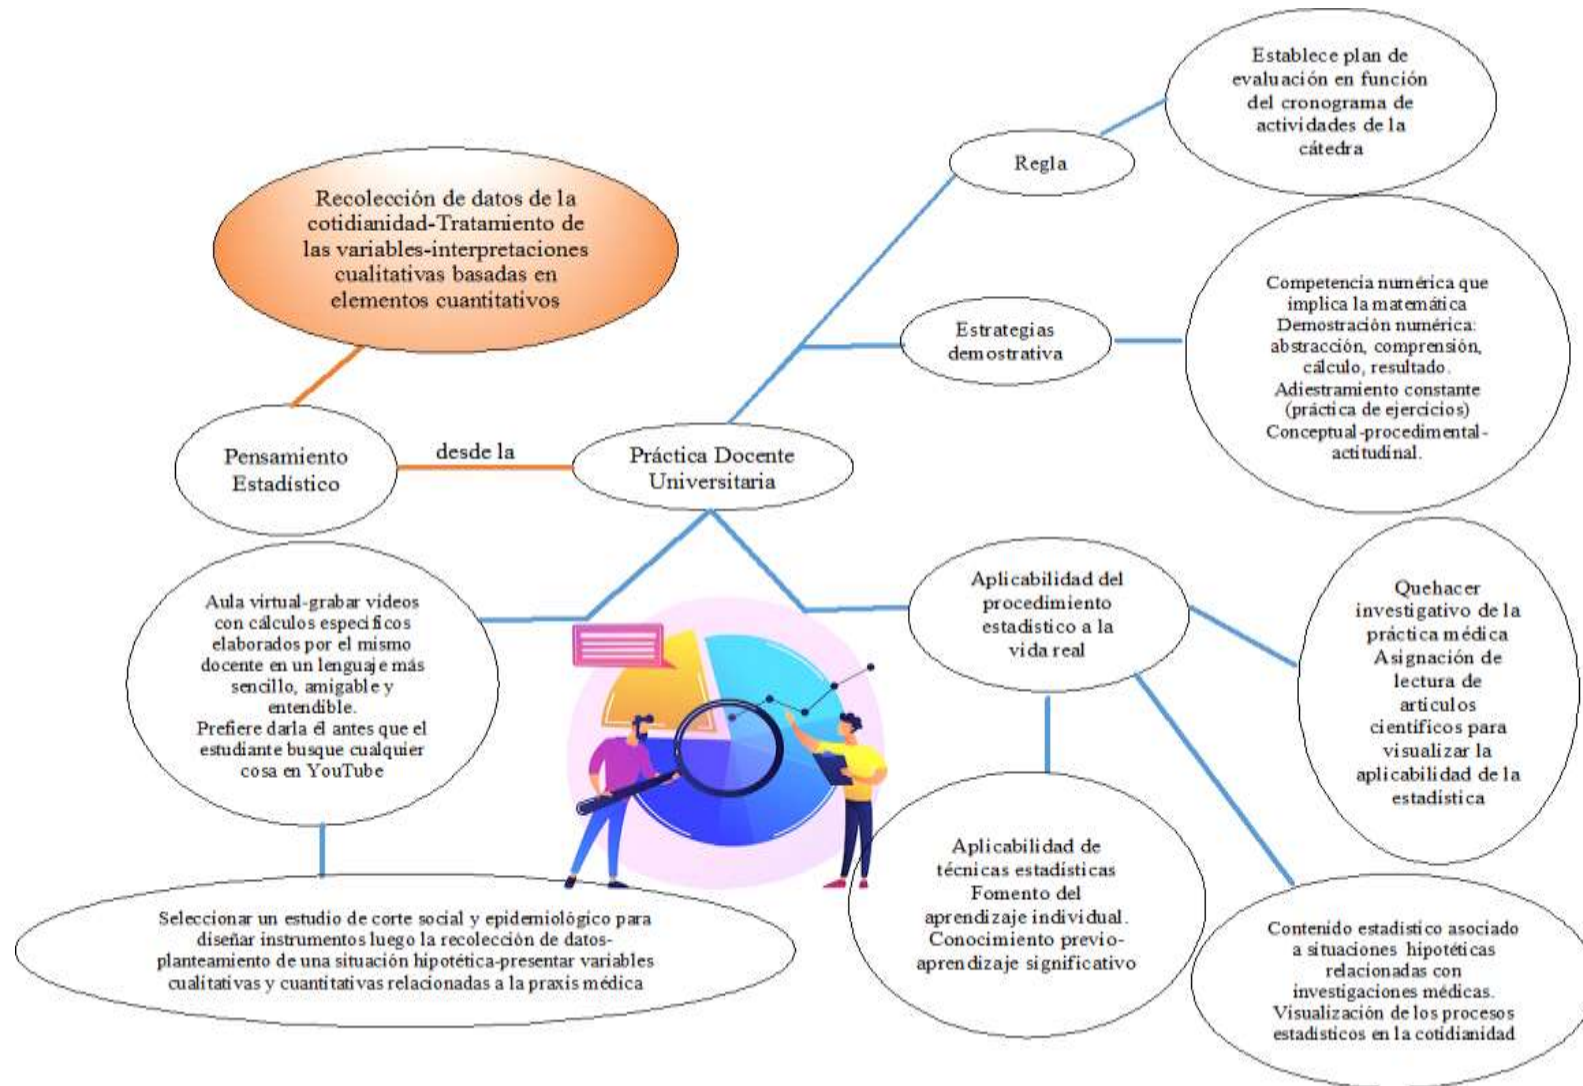 Establece plan de
evaluación en función
del cronograma de
actividades de la
cátedra
Regla
Recolección de datos de la
cotidianidad-Tratamiento de
las variables-interpretaciones
cualitativas basadas en
elementos cuantitativos
Competencia numérica que
implica la matemática
Demostración numérica:
abstracción, comprensión,
cálculo, resultado.
Adiestramiento constante
(práctica de ejercicios)
Conceptual-procedimental-
actitudinal.
Estrategias
demostrativa
Pensamiento
Estadístico
desde la
Práctica Docente
Universitaria
Aula virtual-grabar vídeos
con cálculos específicos
elaborados por el mismo
docente en un lenguaje más
sencillo, amigable y
entendible.
Prefiere darla él antes que el
estudiante busque cualquier
cosa en YouTube
Aplicabilidad del
procedimiento
estadístico a la
vida real
Quehacer
investigativo de la
práctica médica
Asignación de
lectura de
artículos
científicos para
visualizar la
aplicabilidad de la
estadística
Seleccionar un estudio de corte social y epidemiológico para
diseñar instrumentos luego la recolección de datos-
planteamiento de una situación hipotética-presentar variables
cualitativas y cuantitativas relacionadas a la praxis médica
Aplicabilidad de
técnicas estadísticas
Fomento del
aprendizaje individual.
Conocimiento previo-
aprendizaje significativo
Contenido estadístico asociado
a situaciones hipotéticas
relacionadas con
investigaciones médicas.
Visualización de los procesos
estadísticos en la cotidianidad